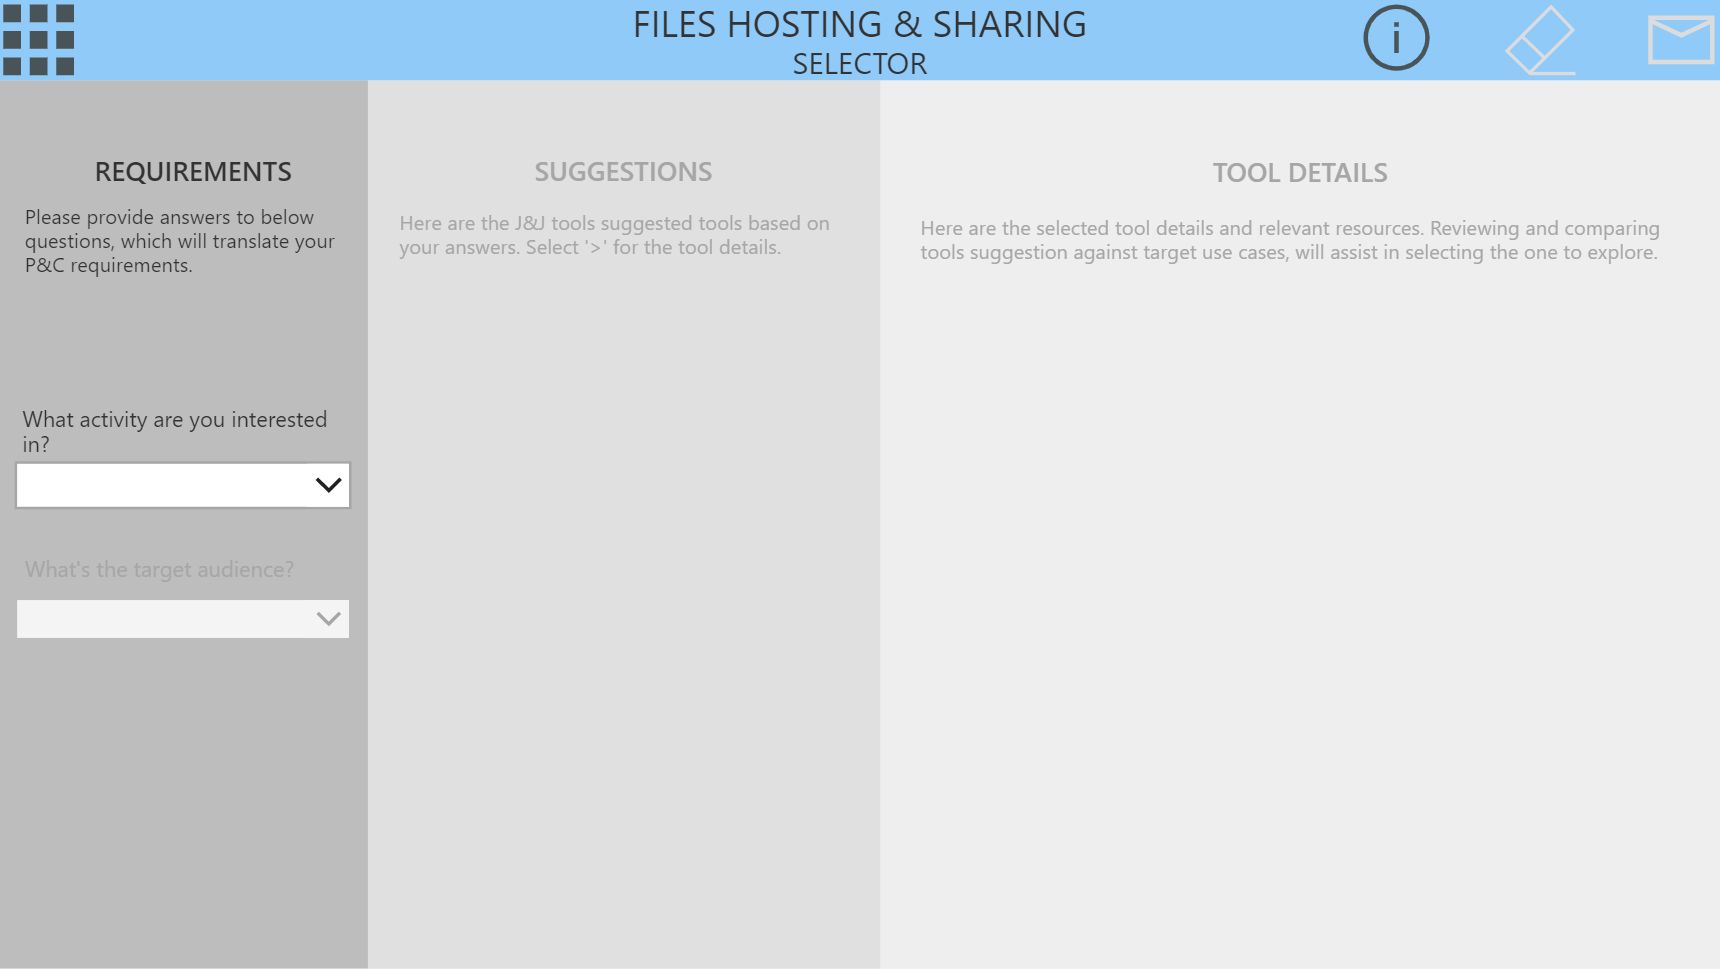 FILES HOSTING & SHARING
SELECTOR
REQUIREMENTS
Please provide answers to below
questions, which will translate your
P&C requirements.
What activity are you interested
in?
What's the target audience?
SUGGESTIONS
Here are the J&J tools suggested tools based on
your answers. Select '>' for the tool details.
TOOL DETAILS
Here are the selected tool details and relevant resources. Reviewing and comparing
tools suggestion against target use cases, will assist in selecting the one to explore.